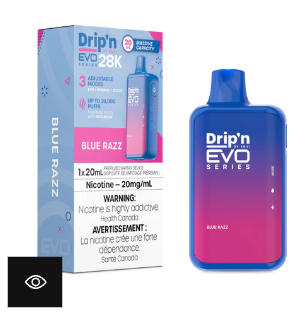 Drip'n
EVO
SERIES
28K
3 ADJUSTABLE
MODES
UP TO 28,000
PUFFS
BLUE RAZZ
1x20mL
Nicotine – 20mg/mL
WARNING:
Nicotine is highly addictive.
Health Canada
AVERTISSEMENT :
La nicotine crée une forte
dépendance.
Santé Canada
BLUE RAZZ
EVO
Drip'n
EVO
SERIES
BLUE RAZZ